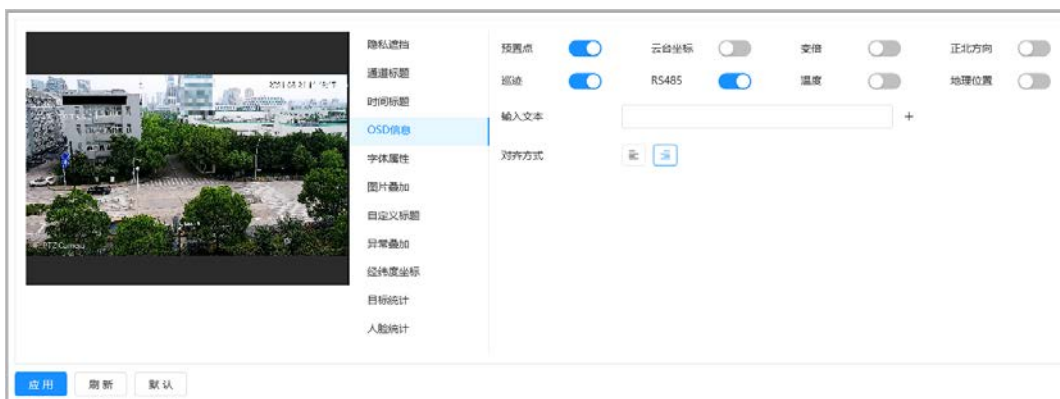 隐私遮挡
通道标题
时间标题
OSD信息
字体属性
图片叠加
自定义标题
异常叠加
经纬度坐标
目标统计
人脸统计
预置点 云台坐标 变倍 正北方向
巡迹 RS485 温度 地理位置
输入文本 +
对齐方式
PTZ Camera
应用 刷新 默认